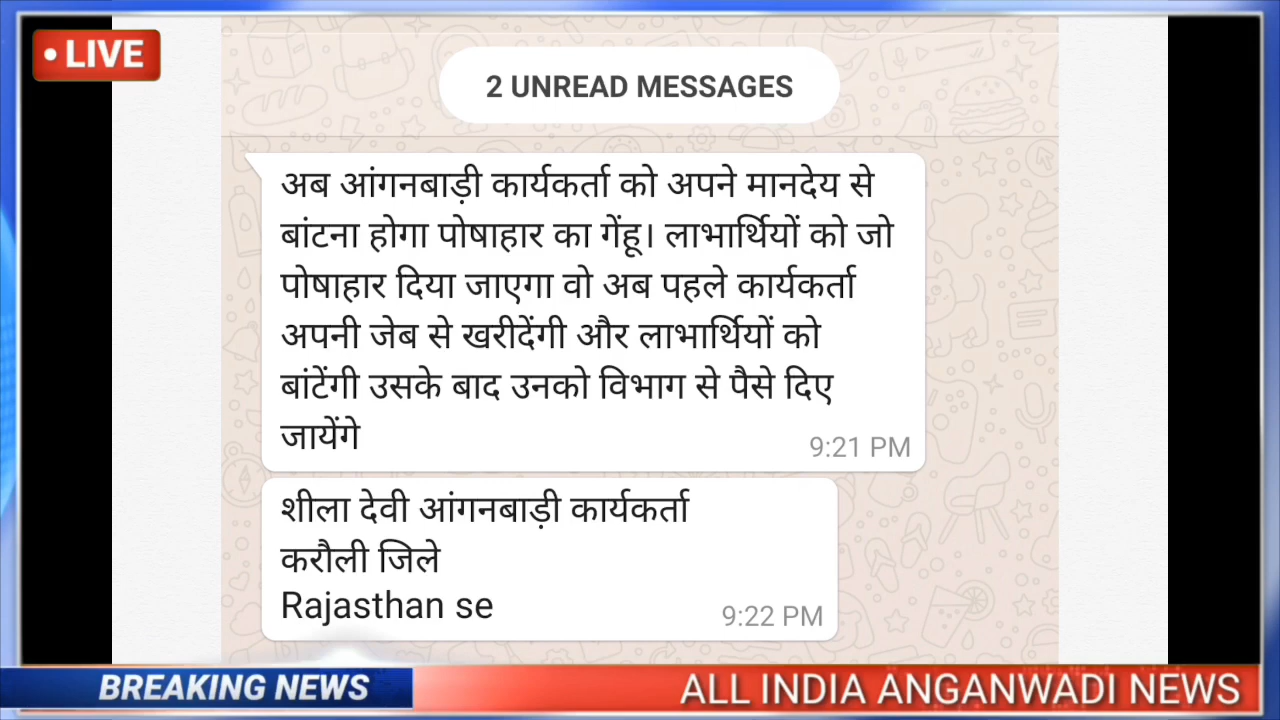 • LIVE
2 UNREAD MESSAGES
अब आंगनबाड़ी कार्यकर्ता को अपने मानदेय से
बांटना होगा पोषाहार का गेंहू। लाभार्थियों को जो
पोषाहार दिया जाएगा वो अब पहले कार्यकर्ता
अपनी जेब से खरीदेंगी और लाभार्थियों को
बांटेंगी उसके बाद उनको विभाग से पैसे दिए
जायेंगे
9:21 PM
शीला देवी आंगनबाड़ी कार्यकर्ता
करौली जिले
Rajasthan se
9:22 PM
BREAKING NEWS
ALL INDIA ANGANWADI NEWS